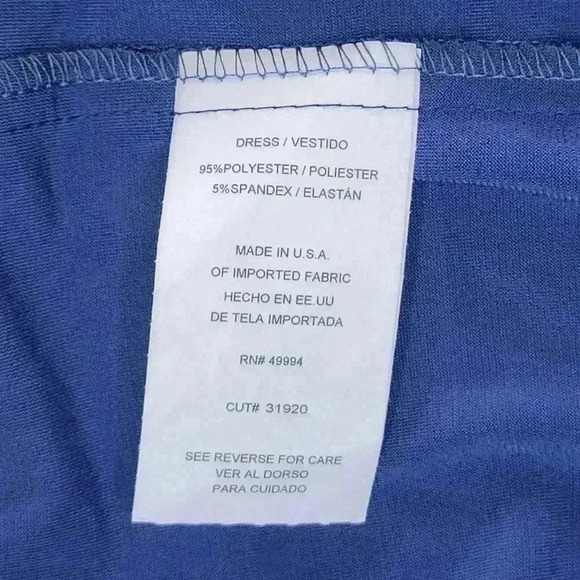 DRESS / VESTIDO
95%POLYESTER / POLIESTER
5%SPANDEX / ELASTÁN
MADE IN U.S.A.
OF IMPORTED FABRIC
HECHO EN EE.UU
DE TELA IMPORTADA
RN# 49994
CUT# 31920
SEE REVERSE FOR CARE
VER AL DORSO
PARA CUIDADO